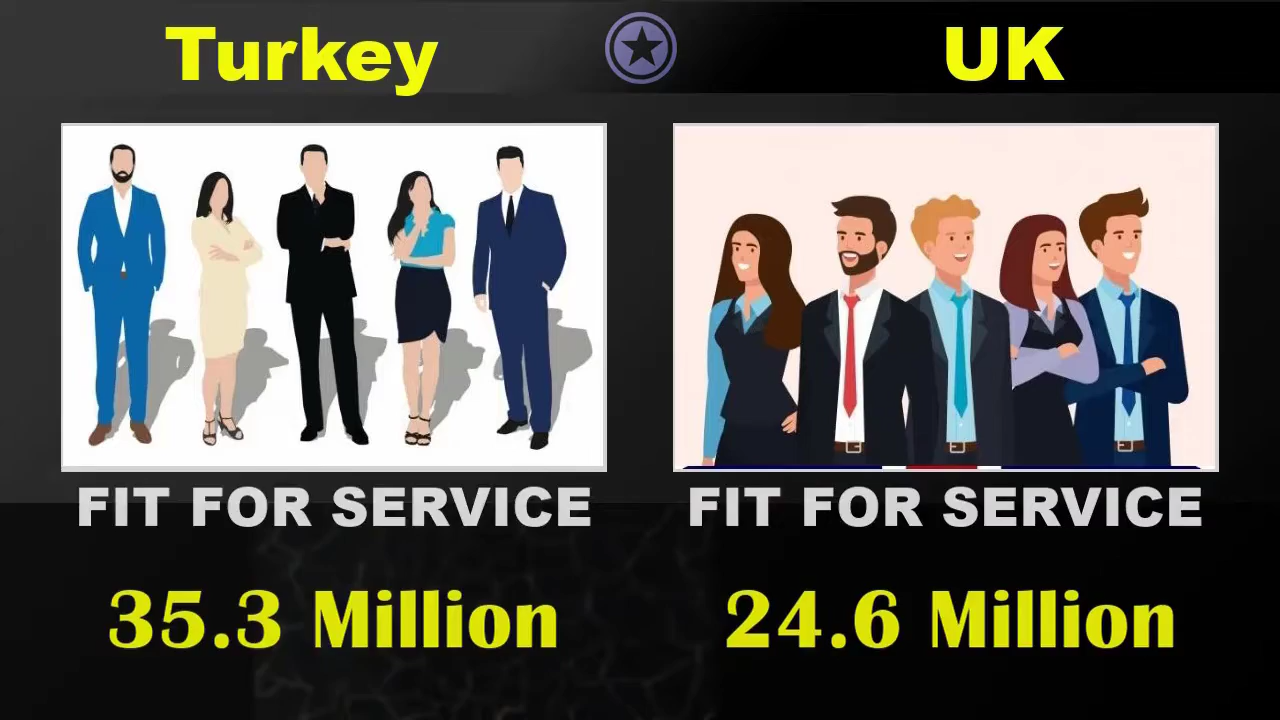 Turkey
UK
FIT FOR SERVICE
FIT FOR SERVICE
35.3 Million
24.6 Million